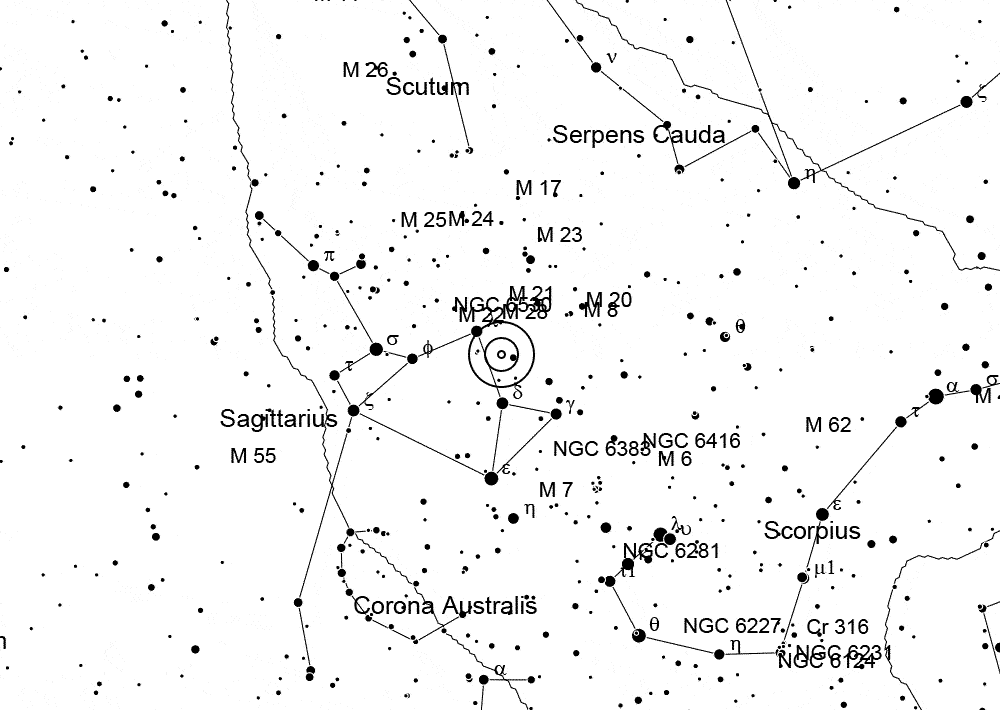 M 26
Scutum
ν
ζ
Serpens Cauda
η
M 17
M 25
M 24
M 23
π
M 21
NGC 6530
M 20
M 22
M 28
M 8
λ
θ
σ
φ
τ
δ
ζ
γ
α
σ
τ
Sagittarius
M 62
NGC 6383
NGC 6416
M 55
M 6
ε
M 7
η
ε
λ
υ
Scorpius
NGC 6281
μ1
Corona Australis
θ
NGC 6227
Cr 316
η
NGC 6231
NGC 6124
α